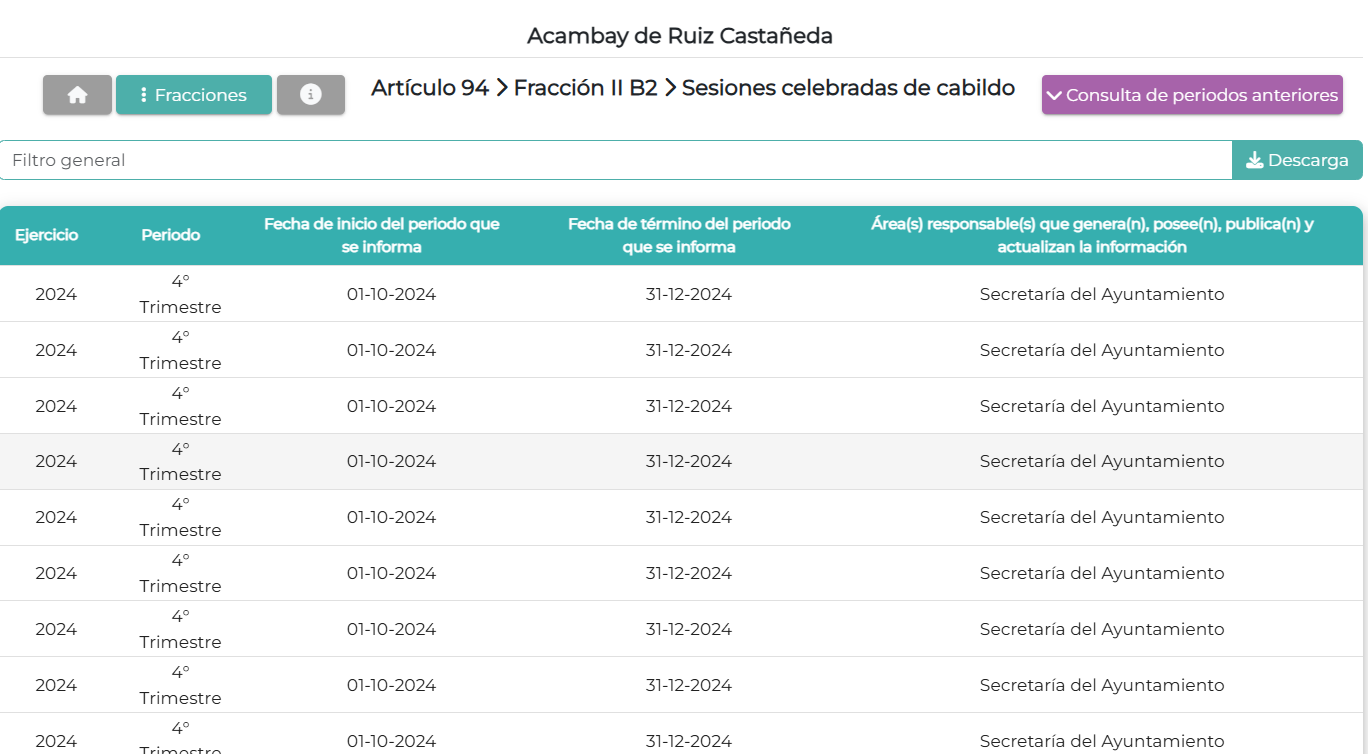 Acambay de Ruiz Castañeda
Fracciones
Artículo 94 > Fracción II B2 > Sesiones celebradas de cabildo
Consulta de periodos anteriores
Filtro general
Descarga
Ejercicio Periodo Fecha de inicio del periodo que se informa Fecha de término del periodo que se informa Área(s) responsable(s) que genera(n), posee(n), publica(n) y actualizan la información
2024 4° Trimestre 01-10-2024 31-12-2024 Secretaría del Ayuntamiento
2024 4° Trimestre 01-10-2024 31-12-2024 Secretaría del Ayuntamiento
2024 4° Trimestre 01-10-2024 31-12-2024 Secretaría del Ayuntamiento
2024 4° Trimestre 01-10-2024 31-12-2024 Secretaría del Ayuntamiento
2024 4° Trimestre 01-10-2024 31-12-2024 Secretaría del Ayuntamiento
2024 4° Trimestre 01-10-2024 31-12-2024 Secretaría del Ayuntamiento
2024 4° Trimestre 01-10-2024 31-12-2024 Secretaría del Ayuntamiento
2024 4° Trimestre 01-10-2024 31-12-2024 Secretaría del Ayuntamiento
2024 4° Trimestre 01-10-2024 31-12-2024 Secretaría del Ayuntamiento